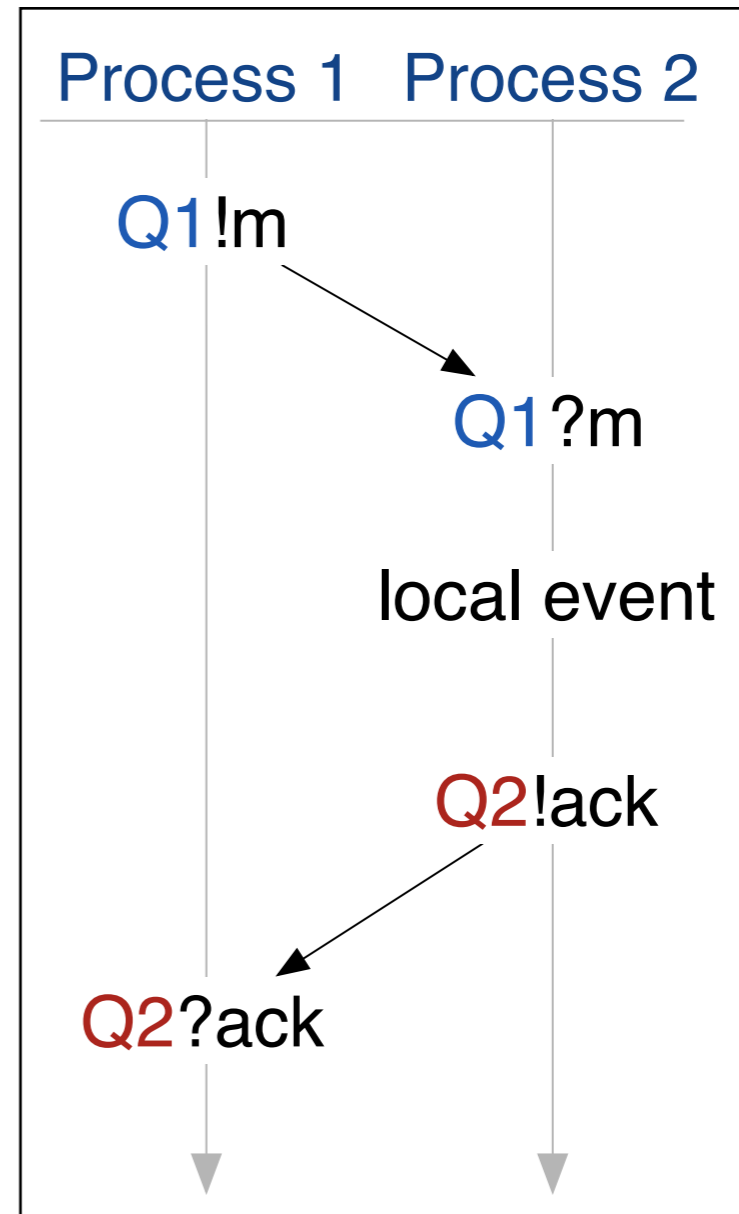 Process 1 Process 2
Q1!m
Q1?m
local event
Q2!ack
Q2?ack